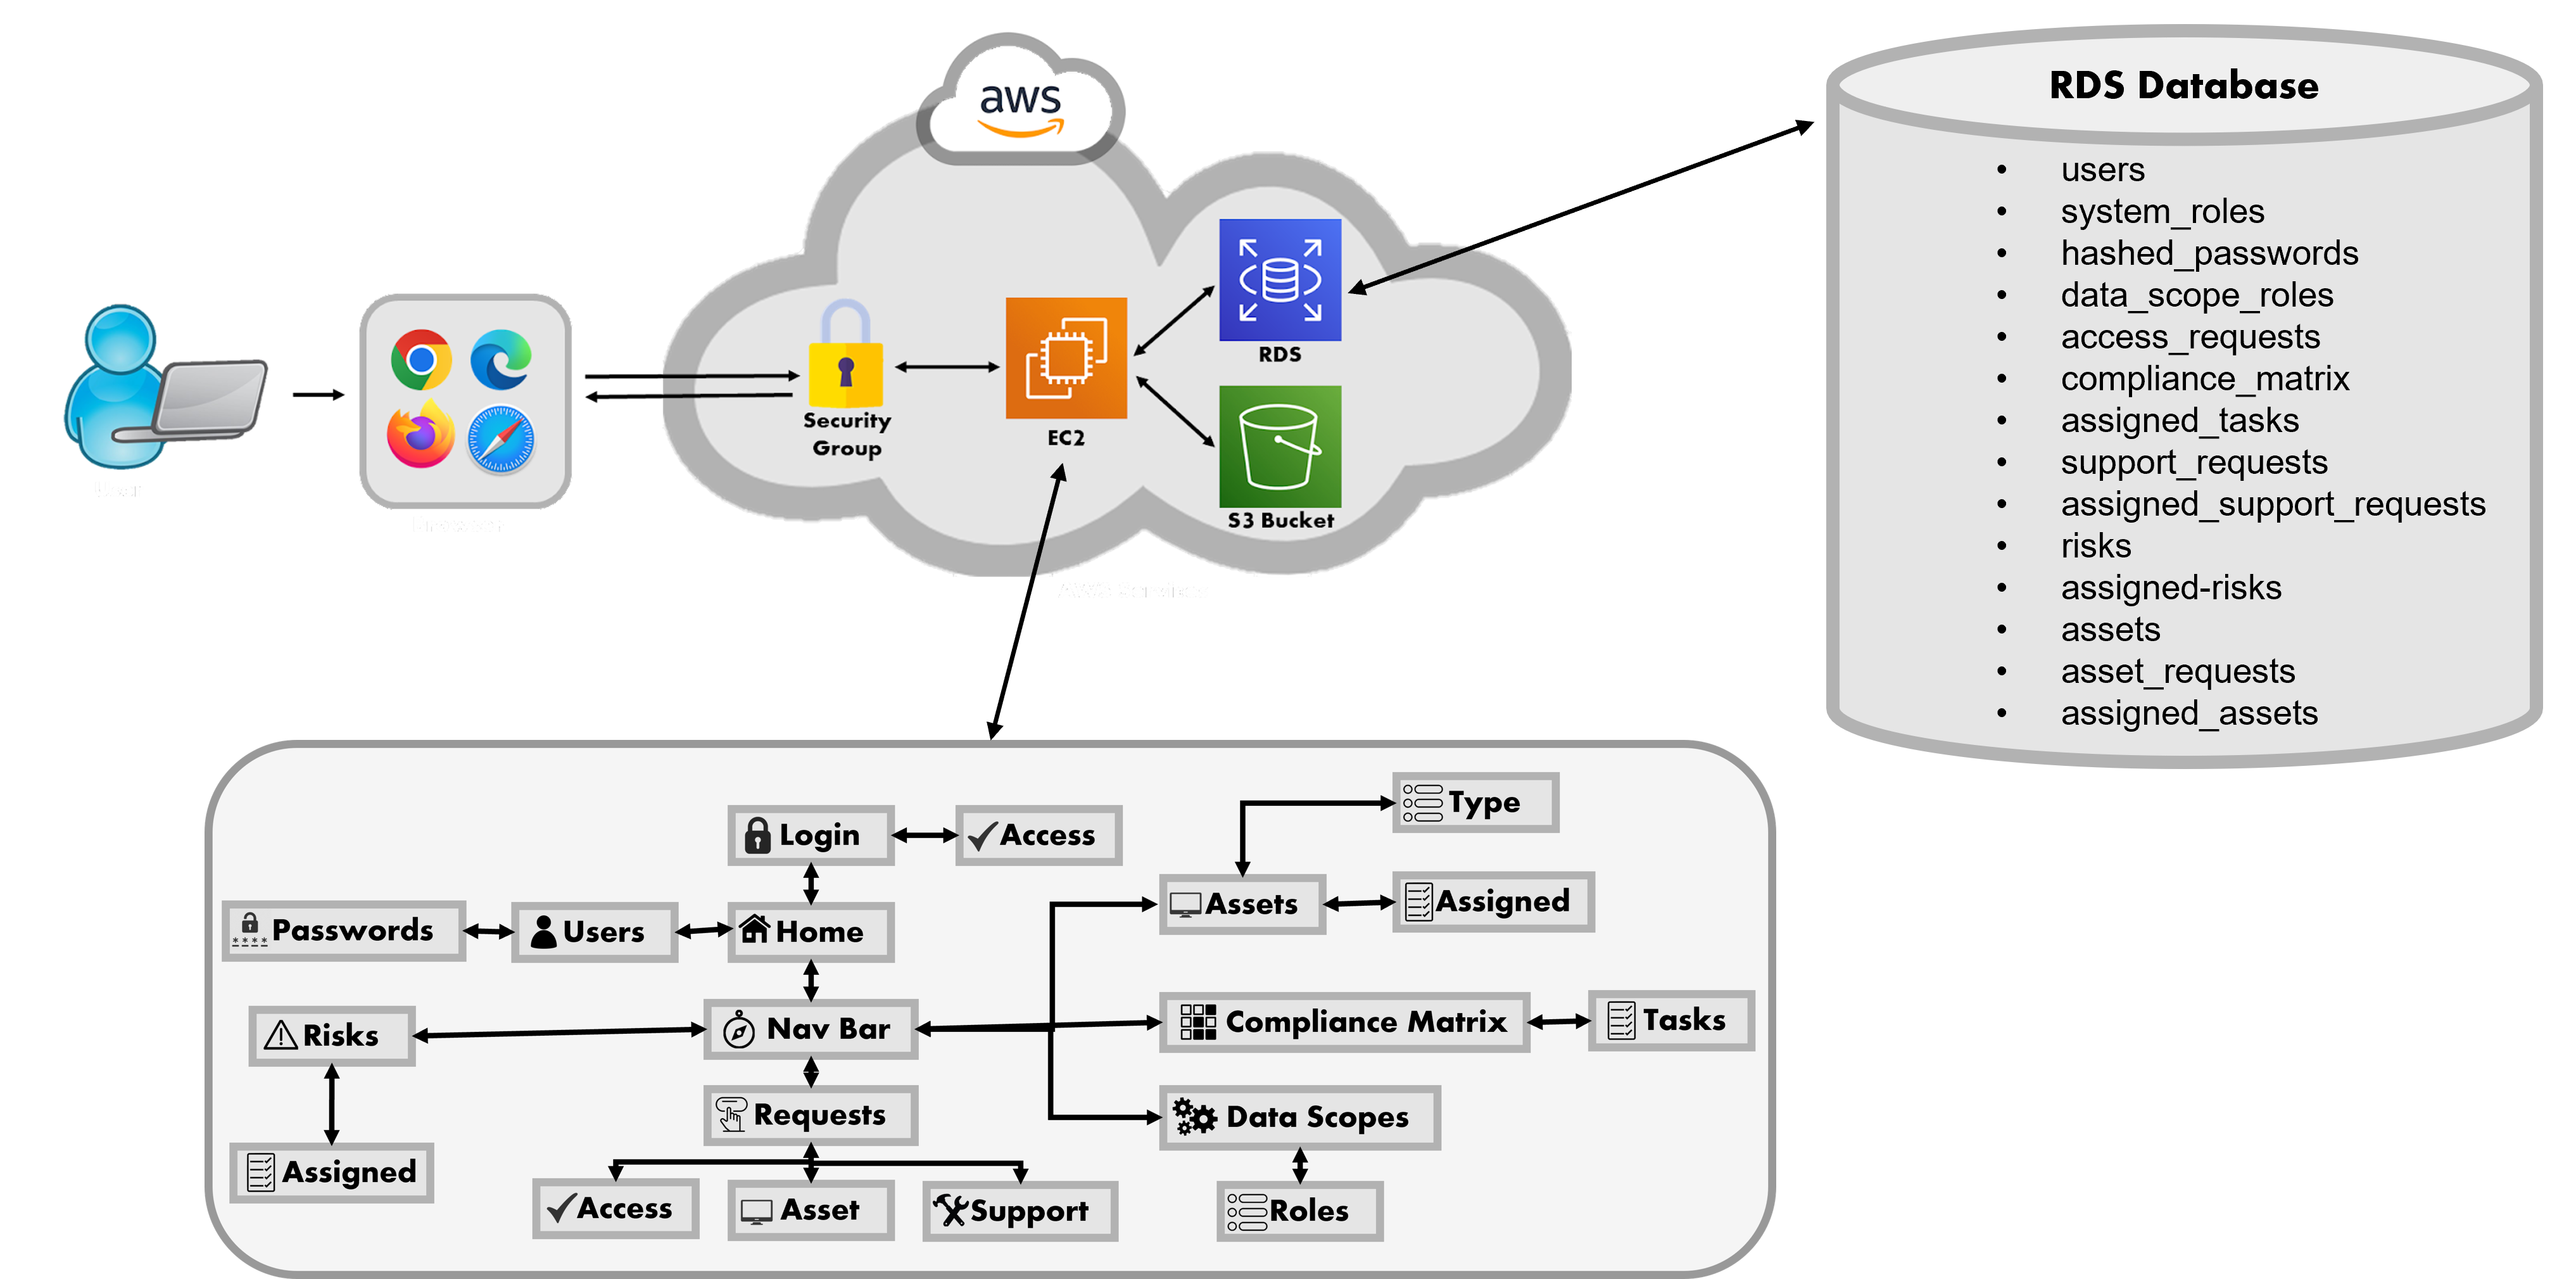 aws
RDS Database
• users
• system_roles
• hashed_passwords
• data_scope_roles
• access_requests
• compliance_matrix
• assigned_tasks
• support_requests
• assigned_support_requests
• risks
• assigned-risks
• assets
• asset_requests
• assigned_assets
RDS
Security
Group
EC2
S3 Bucket
Type
Login
Access
Assets
Assigned
Passwords
****
Users
Home
Risks
Nav Bar
Compliance Matrix
Tasks
Requests
Data Scopes
Assigned
Access
Asset
Support
Roles